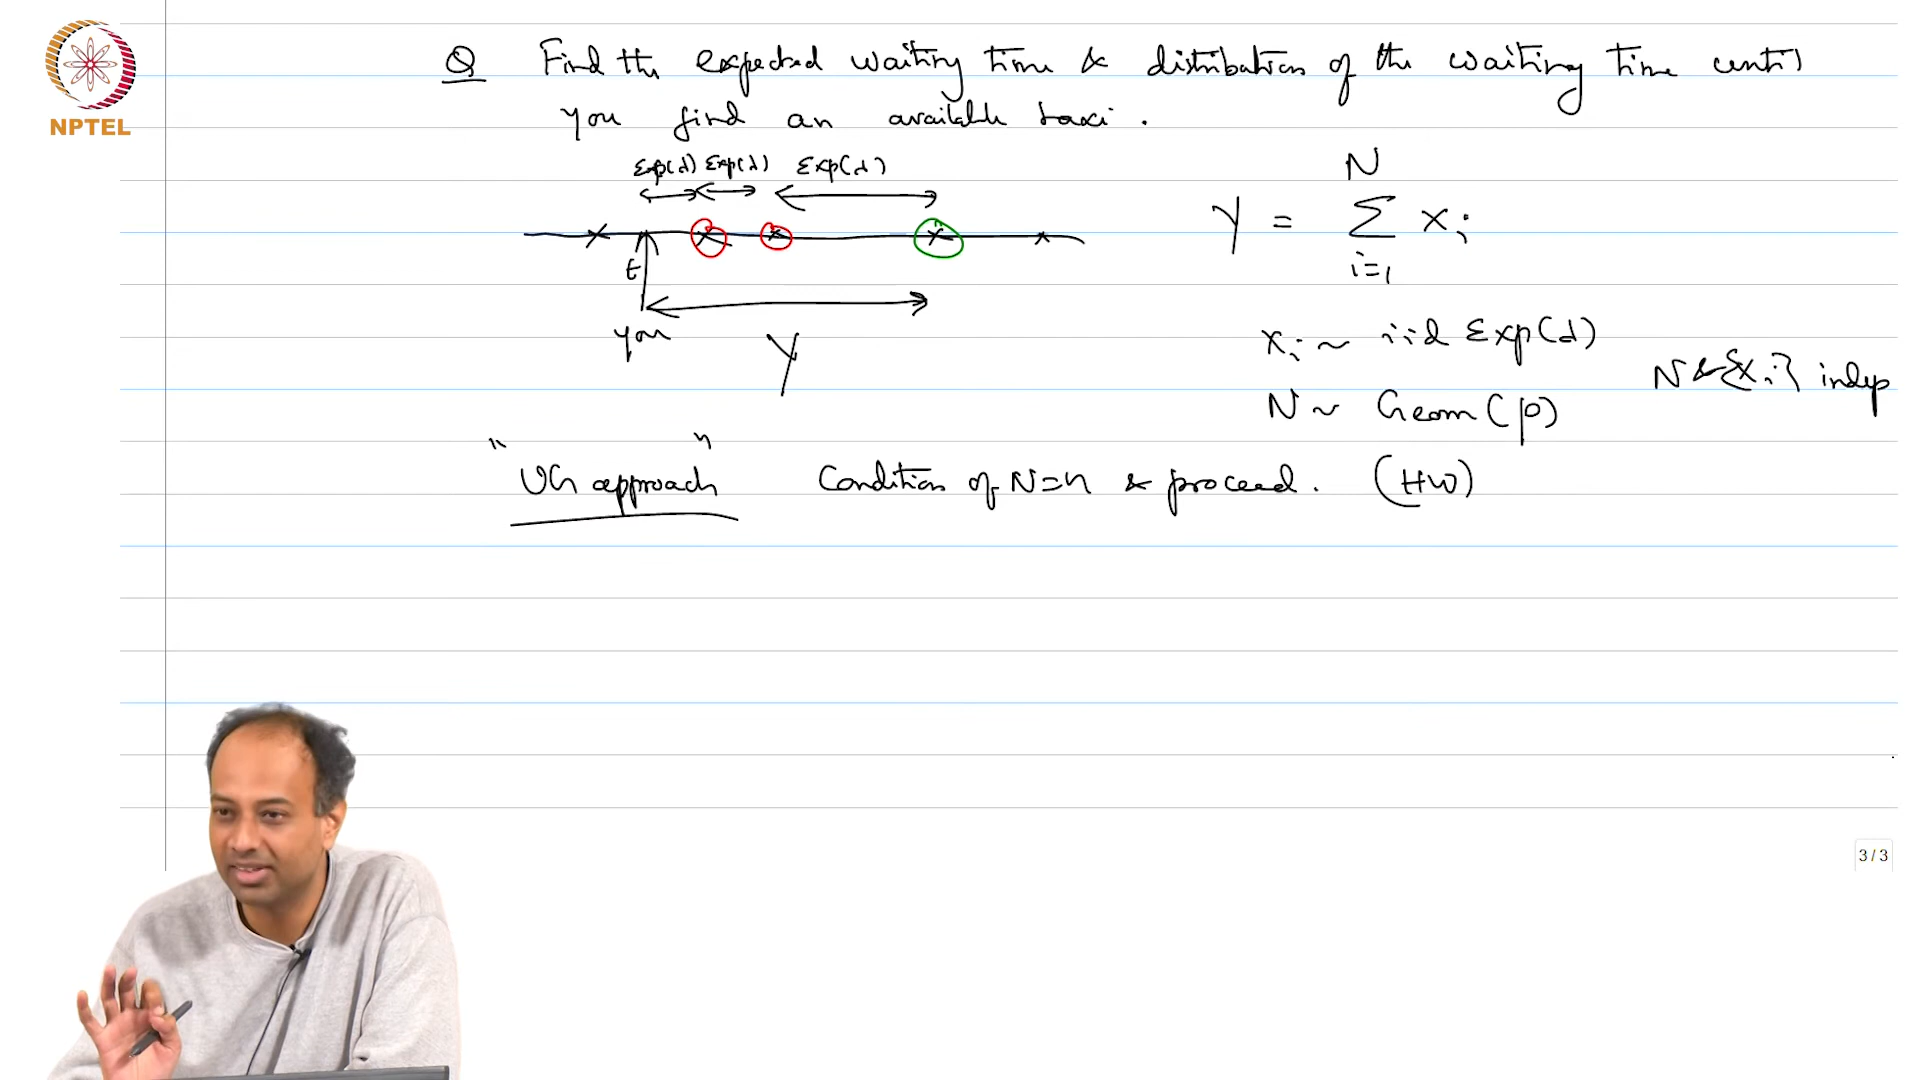 NPTEL
Q Find the expected waiting time & distribution of the waiting time until
you find an available taxi.
Exp(λ) Exp(λ) Exp(λ)
t
you
Y
Y = N Σ i=1 Xi
Xi ~ iid Exp(λ)
N ~ Geom(p)
N & {Xi} indep
"UG approach" Condition of N=n & proceed. (HW)
3 / 3